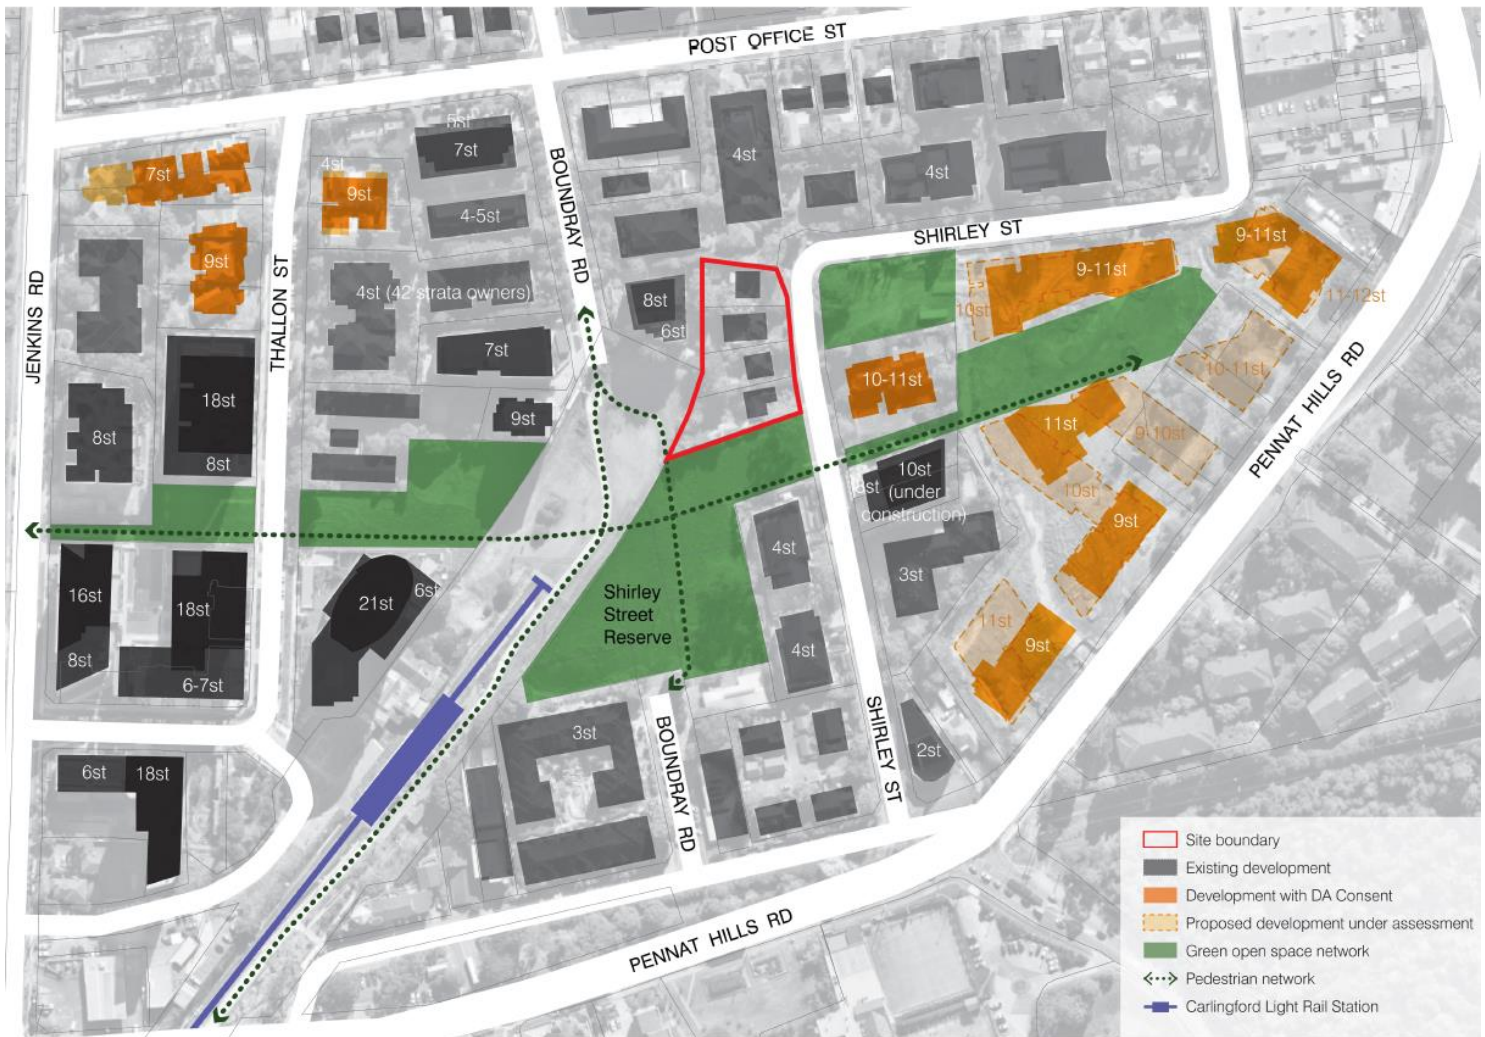 POST OFFICE ST
5st
7st
4st
9st
7st
4-5st
BOUNDRAY RD
4st
4st
SHIRLEY ST
9-11st
9-11st
11-12st
10st
9st
THALLON ST
JENKINS RD
4st (42 strata owners)
8st
6st
7st
10-11st
10-11st
PENNAT HILLS RD
18st
8st
8st
9st
11st
9-10st
10st
8st
10st
(under
construction)
9st
4st
3st
16st
18st
8st
6-7st
21st
6st
Shirley
Street
Reserve
4st
11st
9st
6st
18st
3st
BOUNDRAY RD
SHIRLEY ST
2st
PENNAT HILLS RD
Site boundary
Existing development
Development with DA Consent
Proposed development under assessment
Green open space network
Pedestrian network
Carlingford Light Rail Station